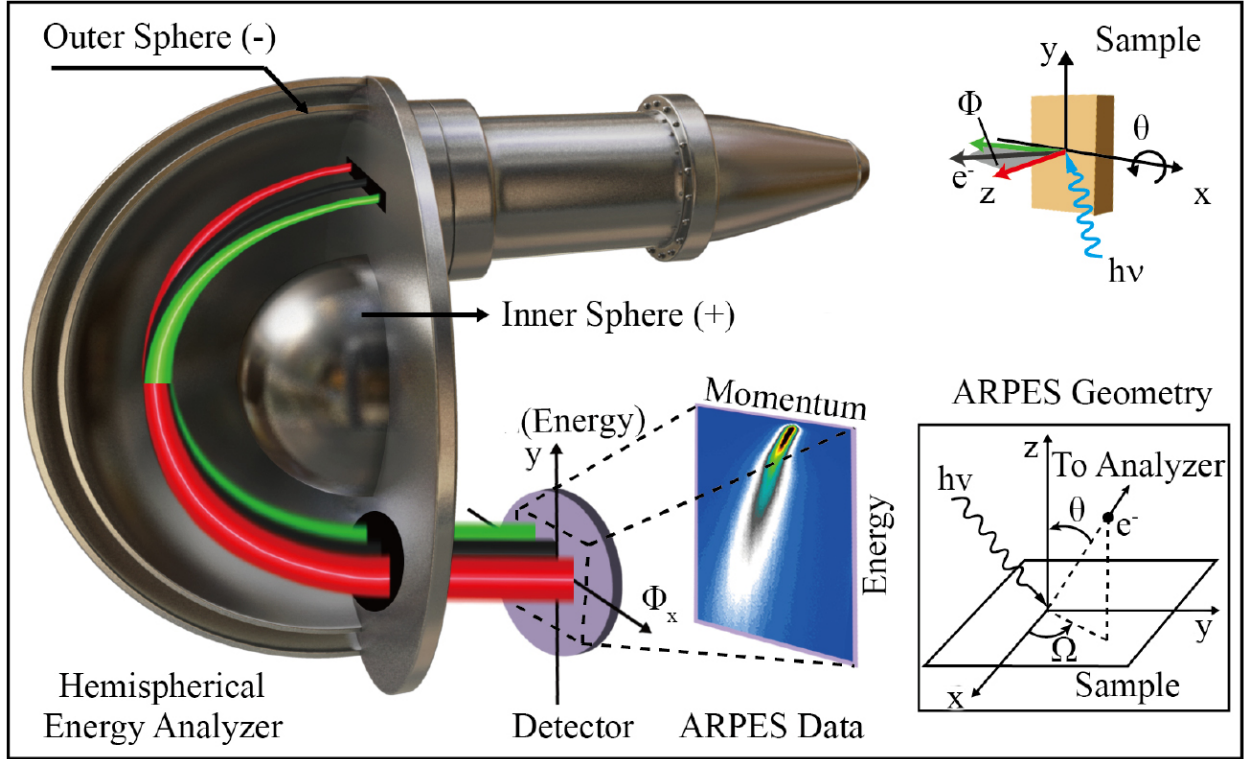 Outer Sphere (-)
Sample
y
Φ
θ
e-
z
x
hν
Inner Sphere (+)
Momentum
(Energy)
y
Energy
Φx
Hemispherical
Energy Analyzer
Detector
ARPES Data
ARPES Geometry
z
To Analyzer
hν
θ
e-
y
Ω
x
Sample